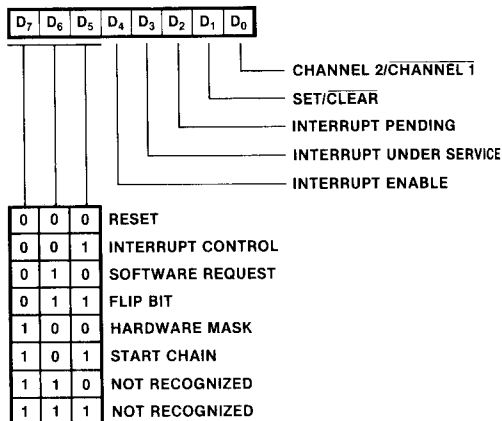 D7 D6 D5 D4 D3 D2 D1 D0
CHANNEL 2/CHANNEL 1
SET/CLEAR
INTERRUPT PENDING
INTERRUPT UNDER SERVICE
INTERRUPT ENABLE
0 0 0 RESET
0 0 1 INTERRUPT CONTROL
0 1 0 SOFTWARE REQUEST
0 1 1 FLIP BIT
1 0 0 HARDWARE MASK
1 0 1 START CHAIN
1 1 0 NOT RECOGNIZED
1 1 1 NOT RECOGNIZED